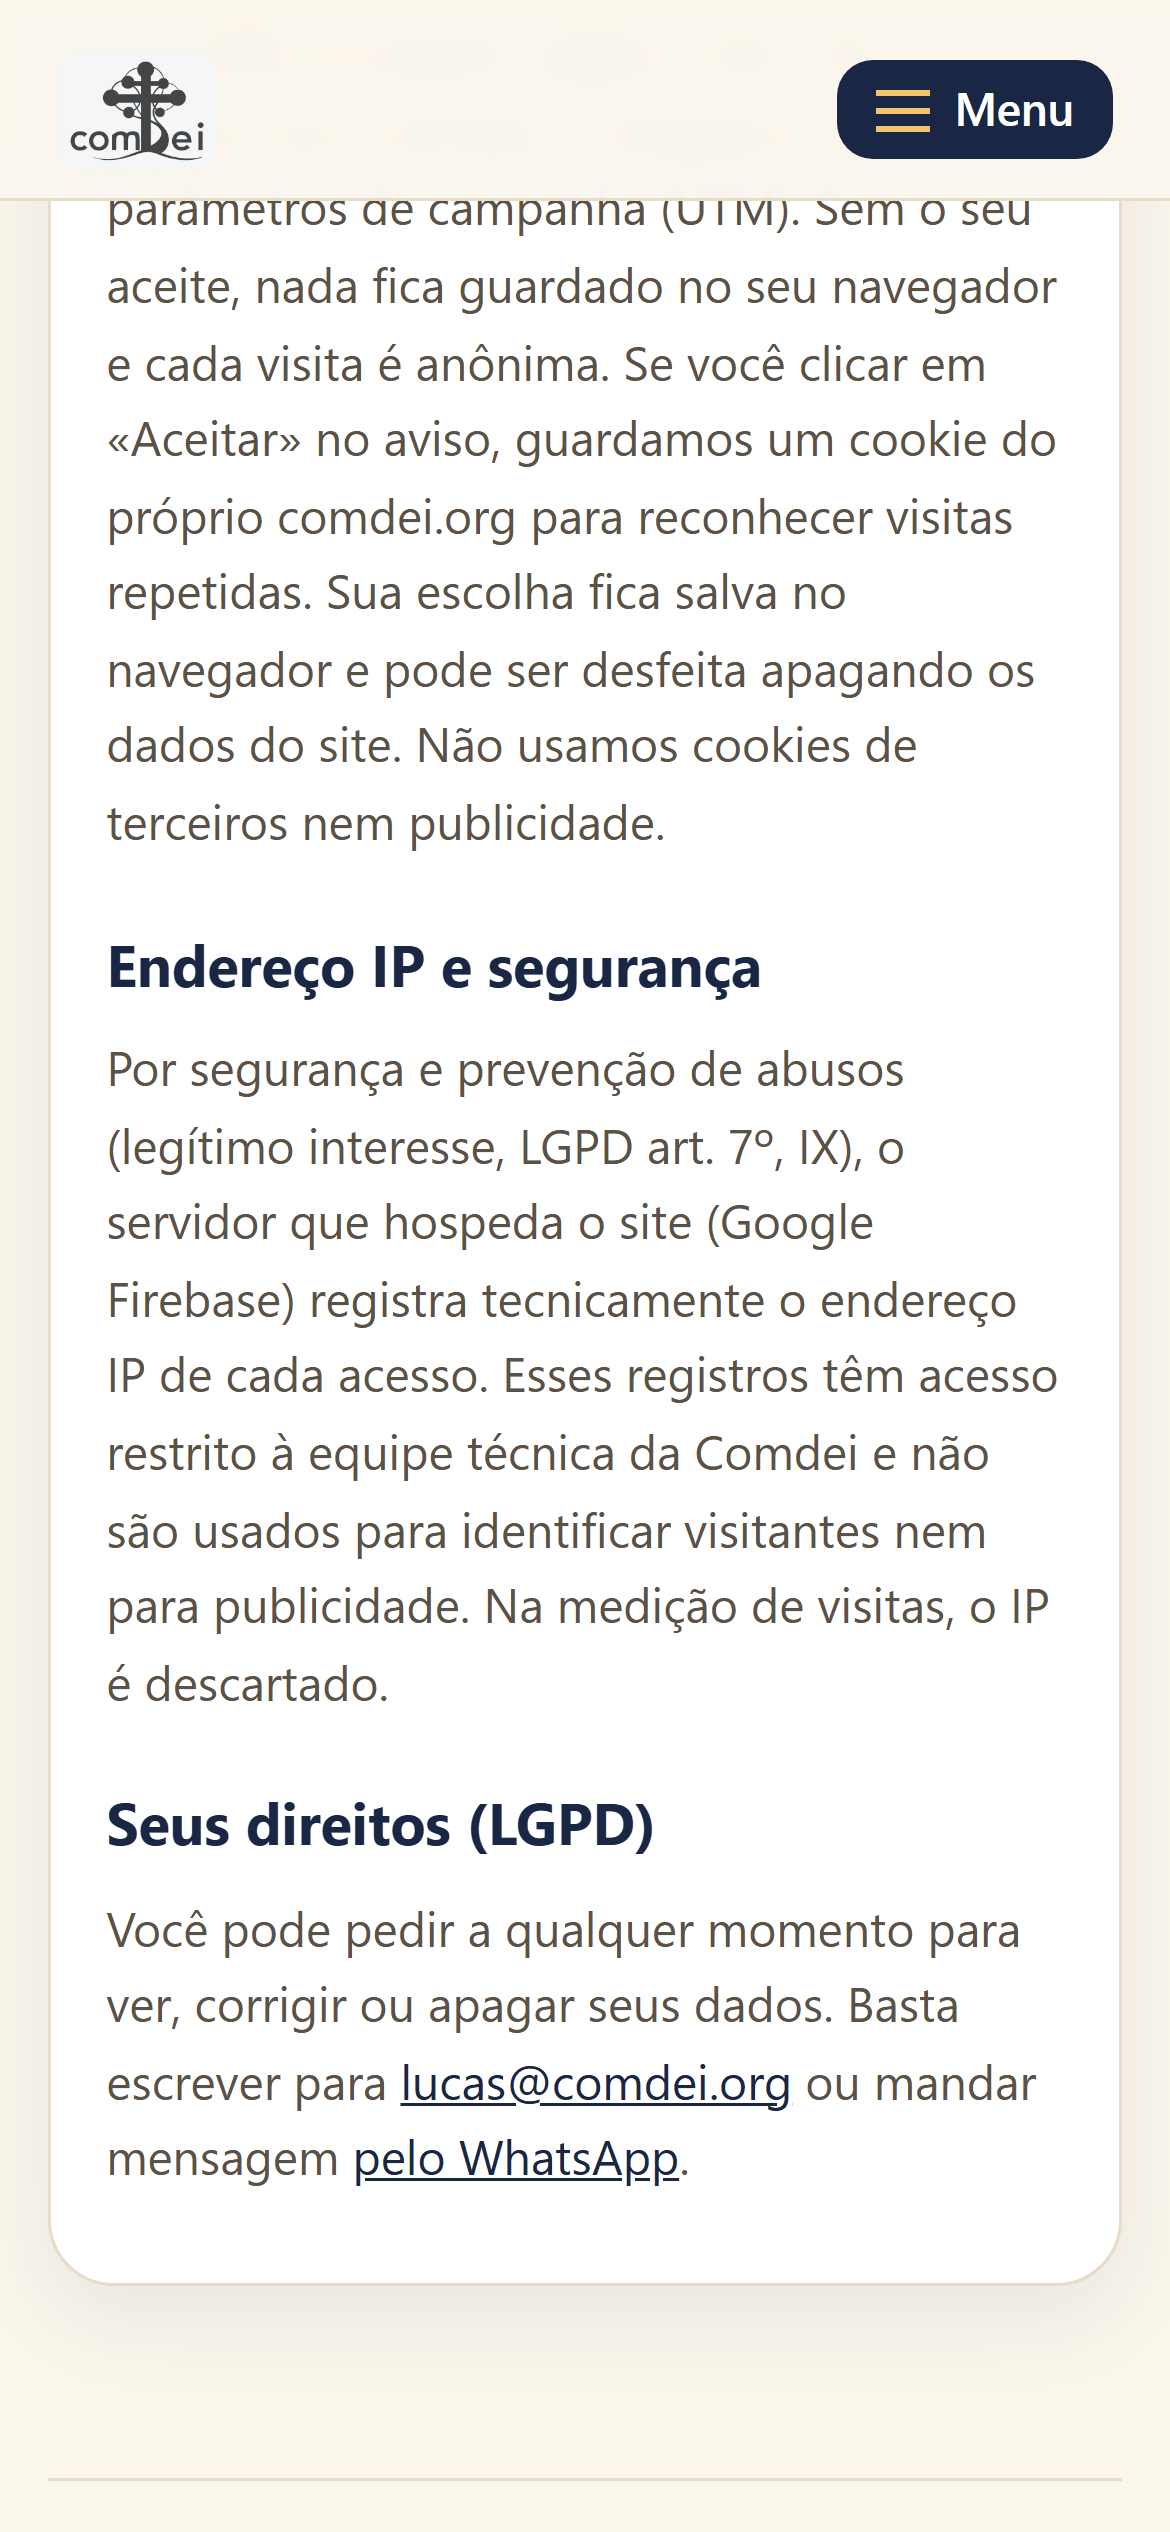 comdei
Menu
parâmetros de campanha (UTM). Sem o seu
aceite, nada fica guardado no seu navegador
e cada visita é anônima. Se você clicar em
«Aceitar» no aviso, guardamos um cookie do
próprio comdei.org para reconhecer visitas
repetidas. Sua escolha fica salva no
navegador e pode ser desfeita apagando os
dados do site. Não usamos cookies de
terceiros nem publicidade.
Endereço IP e segurança
Por segurança e prevenção de abusos
(legítimo interesse, LGPD art. 7º, IX), o
servidor que hospeda o site (Google
Firebase) registra tecnicamente o endereço
IP de cada acesso. Esses registros têm acesso
restrito à equipe técnica da Comdei e não
são usados para identificar visitantes nem
para publicidade. Na medição de visitas, o IP
é descartado.
Seus direitos (LGPD)
Você pode pedir a qualquer momento para
ver, corrigir ou apagar seus dados. Basta
escrever para lucas@comdei.org ou mandar
mensagem pelo WhatsApp.